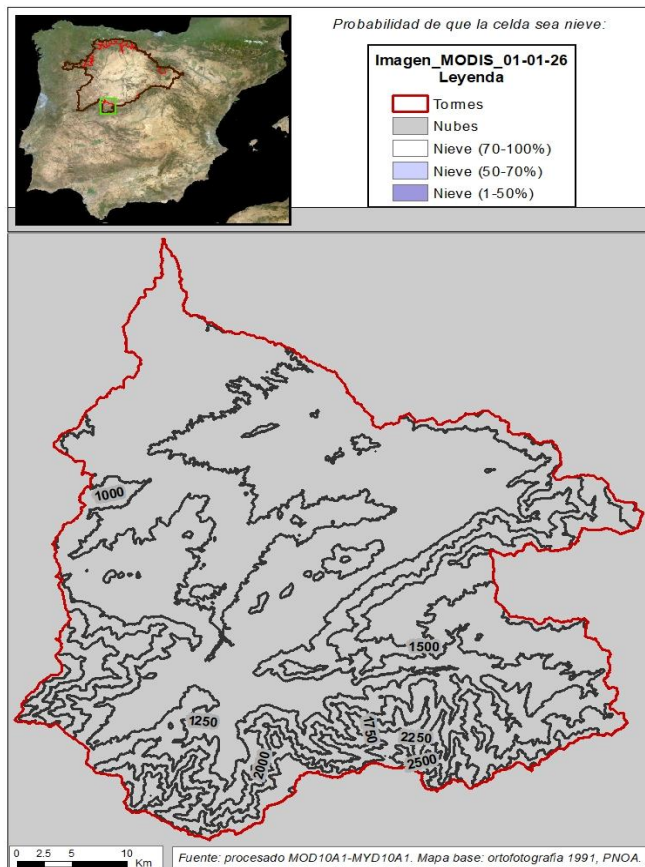 Probabilidad de que la celda sea nieve:
Imagen_MODIS_01-01-26
Leyenda
Tormes
Nubes
Nieve (70-100%)
Nieve (50-70%)
Nieve (1-50%)
1000
1500
1250
1750
2000
2250
2500
0 2.5 5 10
Km
Fuente: procesado MOD10A1-MYD10A1. Mapa base: ortofotografía 1991, PNOA.